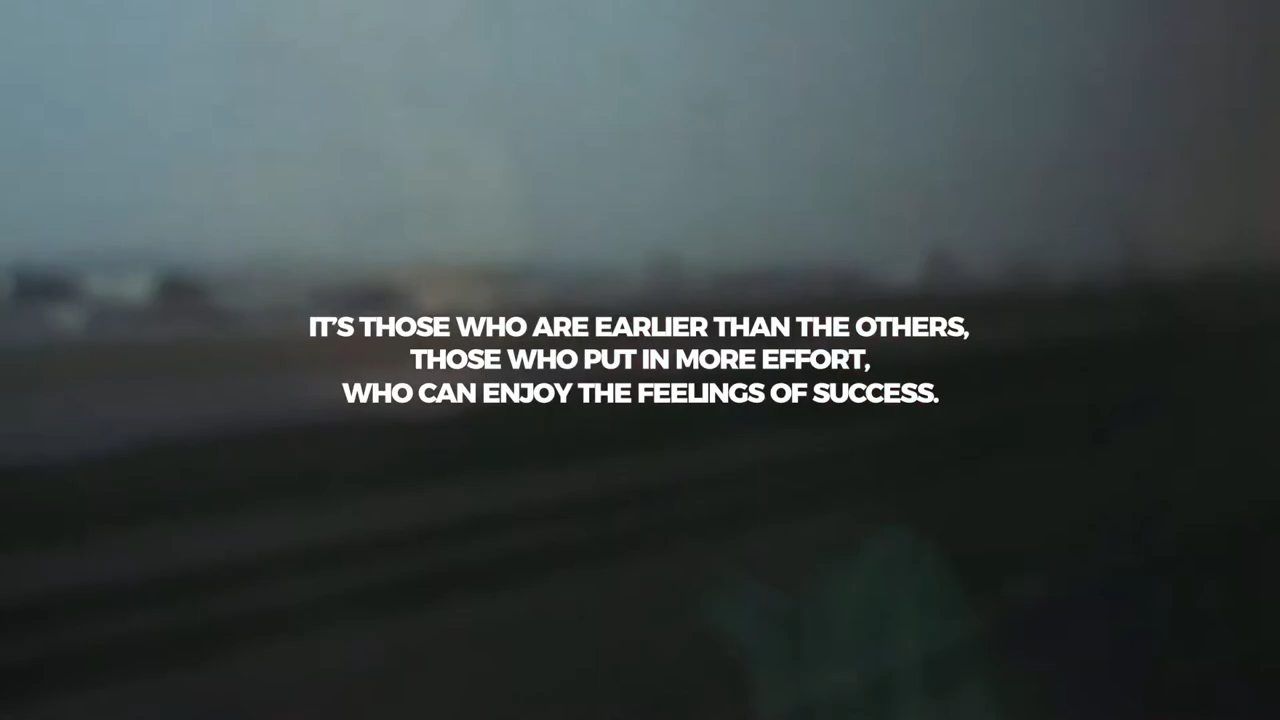 IT'S THOSE WHO ARE EARLIER THAN THE OTHERS,
THOSE WHO PUT IN MORE EFFORT,
WHO CAN ENJOY THE FEELINGS OF SUCCESS.